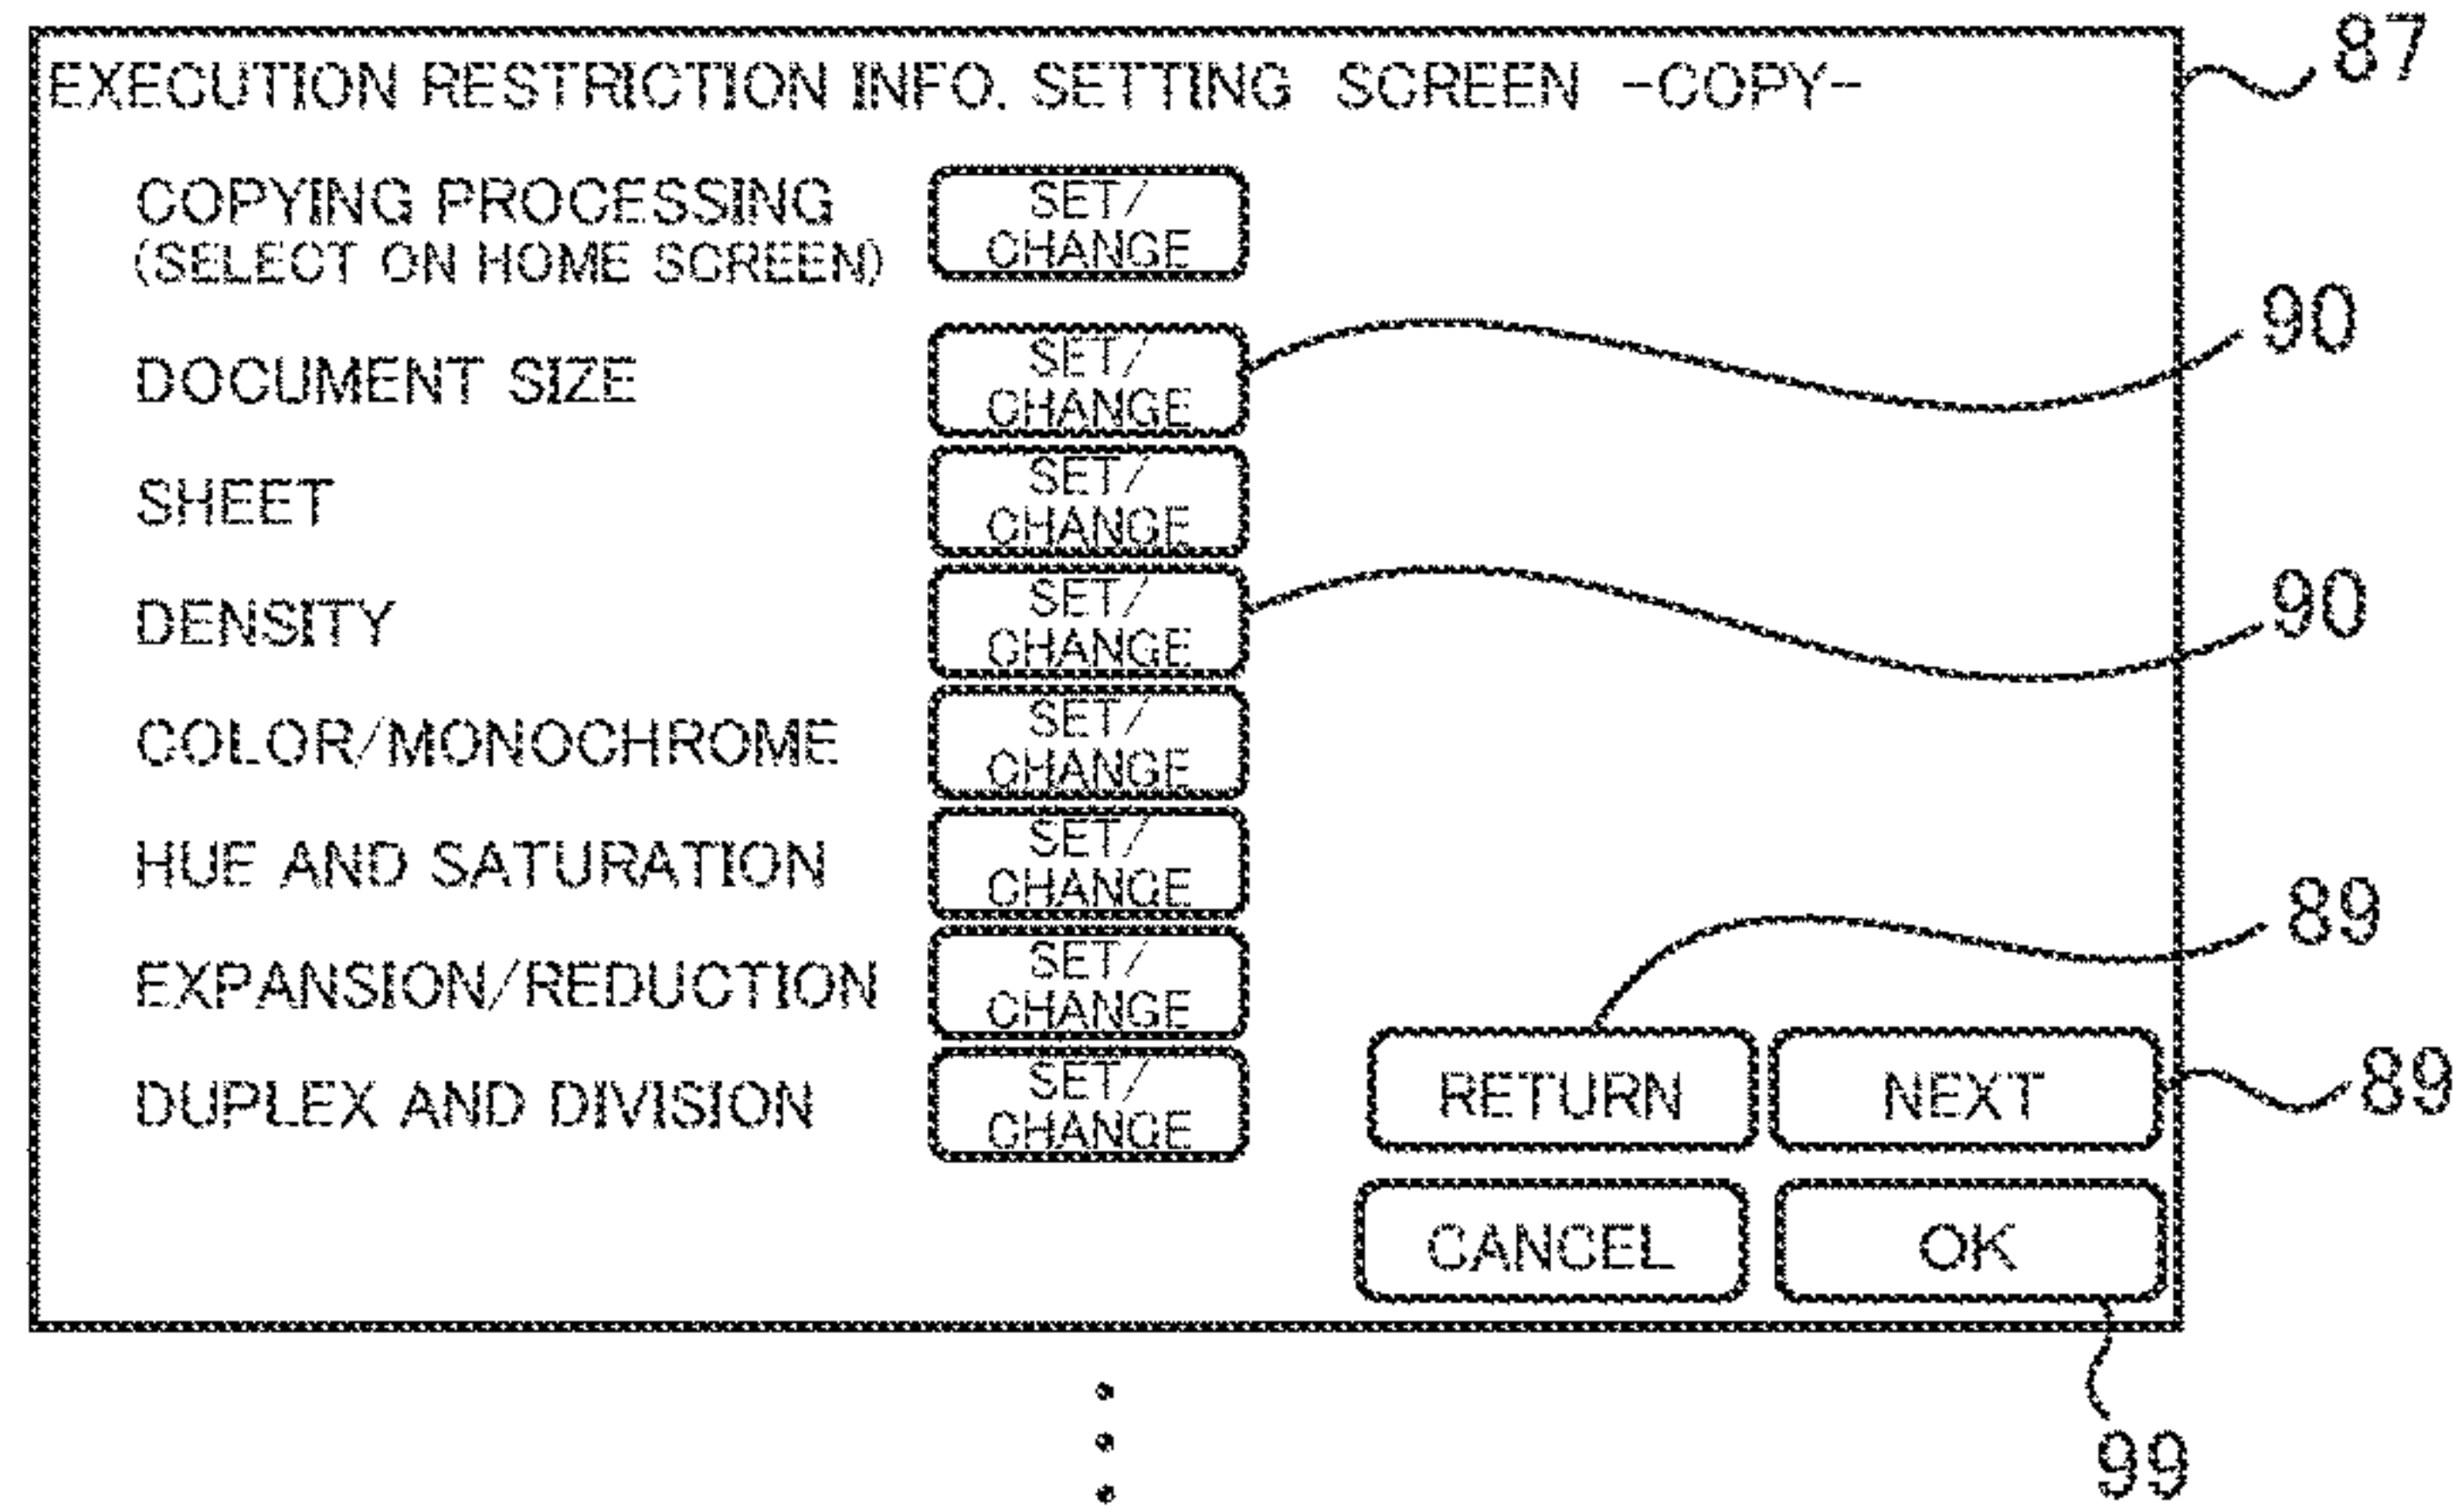 EXECUTION RESTRICTION INFO. SETTING SCREEN -COPY-
87
COPYING PROCESSING
(SELECT ON HOME SCREEN)
SET/
CHANGE
DOCUMENT SIZE
SET/
CHANGE
90
SHEET
SET/
CHANGE
DENSITY
SET/
CHANGE
90
COLOR/MONOCHROME
SET/
CHANGE
HUE AND SATURATION
SET/
CHANGE
89
EXPANSION/REDUCTION
SET/
CHANGE
DUPLEX AND DIVISION
SET/
CHANGE
RETURN
NEXT
89
CANCEL
OK
99